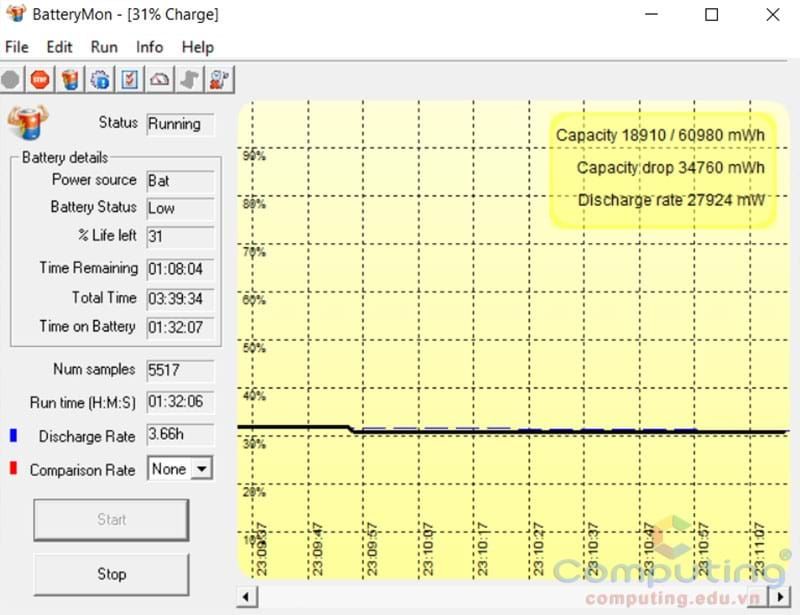 BatteryMon - [31% Charge]
File Edit Run Info Help
STOP
Status Running
Battery details
Power source Bat
Battery Status Low
% Life left 31
Time Remaining 01:08:04
Total Time 03:39:34
Time on Battery 01:32:07
Num samples 5517
Run time (H:M:S) 01:32:06
Discharge Rate 3.66h
Comparison Rate None
Start
Stop
Capacity 18910 / 60980 mWh
Capacity drop 34760 mWh
Discharge rate 27924 mW
90%
80%
70%
60%
50%
40%
30%
20%
10%
23:09:37
23:09:47
23:09:57
23:10:07
23:10:17
23:10:27
23:10:37
23:10:47
23:10:57
23:11:07
Computing®
computing.edu.vn